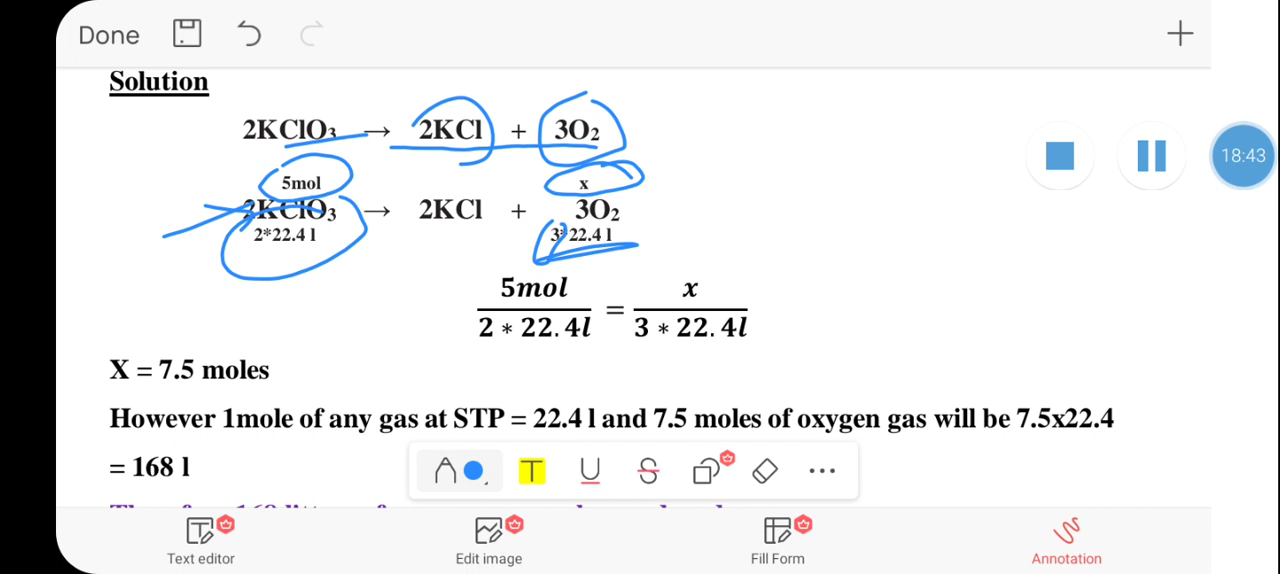 Done
Solution
2KClO₃ → 2KCl + 3O₂
18:43
5mol x
2KClO₃ → 2KCl + 3O₂
2*22.4 l 3*22.4 l
5mol / 2 * 22.4l = x / 3 * 22.4l
X = 7.5 moles
However 1mole of any gas at STP = 22.4 l and 7.5 moles of oxygen gas will be 7.5x22.4
= 168 l
Text editor Edit image Fill Form Annotation